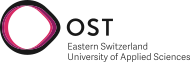 OST
Eastern Switzerland
University of Applied Sciences